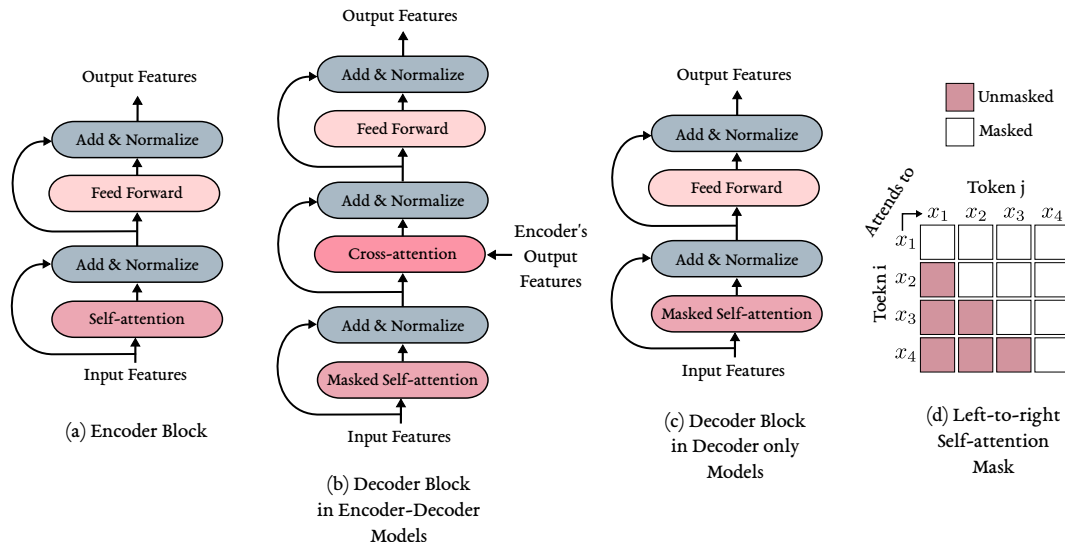 Output Features
Add & Normalize
Feed Forward
Add & Normalize
Self-attention
Input Features
(a) Encoder Block
Output Features
Add & Normalize
Feed Forward
Add & Normalize
Cross-attention
Encoder's
Output
Features
Add & Normalize
Masked Self-attention
Input Features
(b) Decoder Block
in Encoder-Decoder
Models
Output Features
Add & Normalize
Feed Forward
Add & Normalize
Masked Self-attention
Input Features
(c) Decoder Block
in Decoder only
Models
Unmasked
Masked
Attends to
Token j
x₁ x₂ x₃ x₄
Toekn i
x₁
x₂
x₃
x₄
(d) Left-to-right
Self-attention
Mask